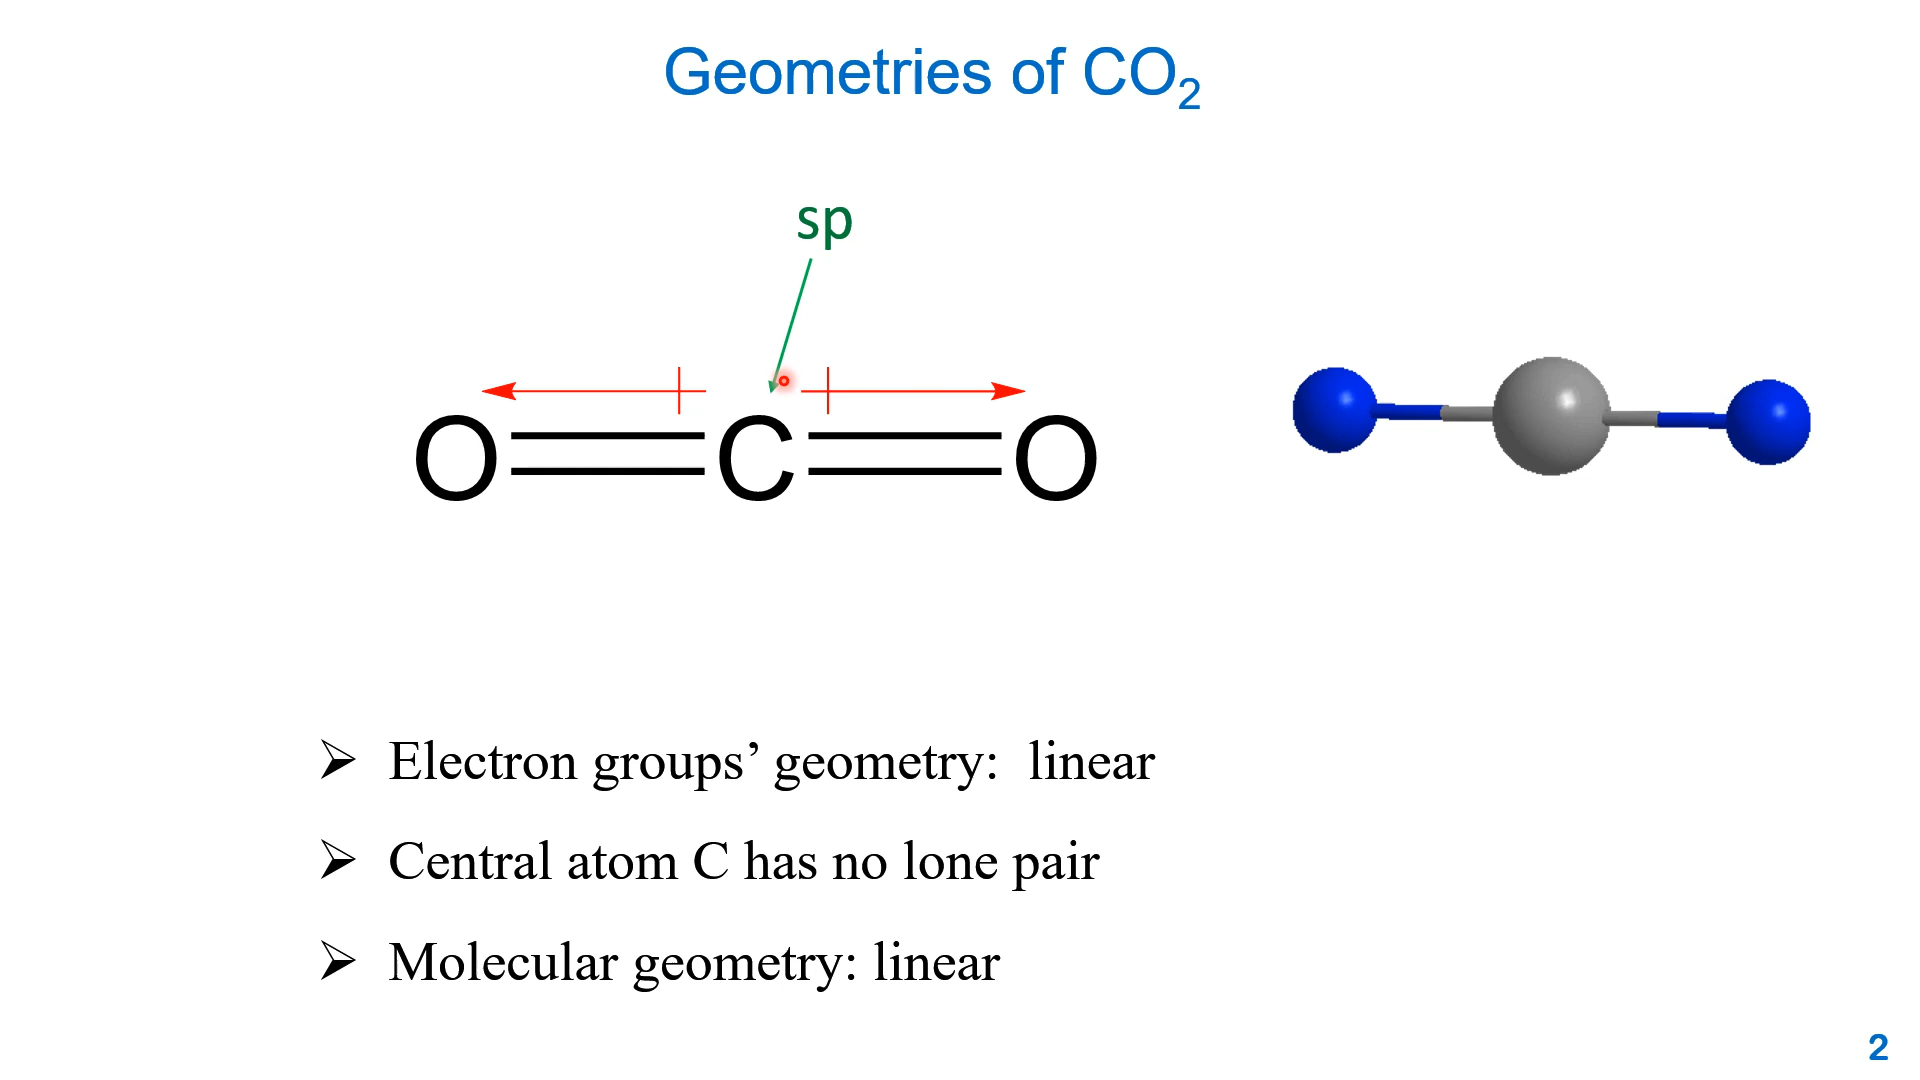 Geometries of CO₂
sp
O=C=O
➢ Electron groups’ geometry: linear
➢ Central atom C has no lone pair
➢ Molecular geometry: linear
2